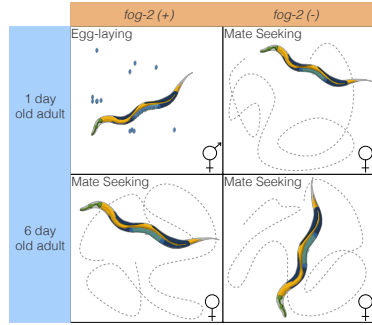 fog-2 (+)
fog-2 (-)
1 day
old adult
Egg-laying
Mate Seeking
6 day
old adult
Mate Seeking
Mate Seeking